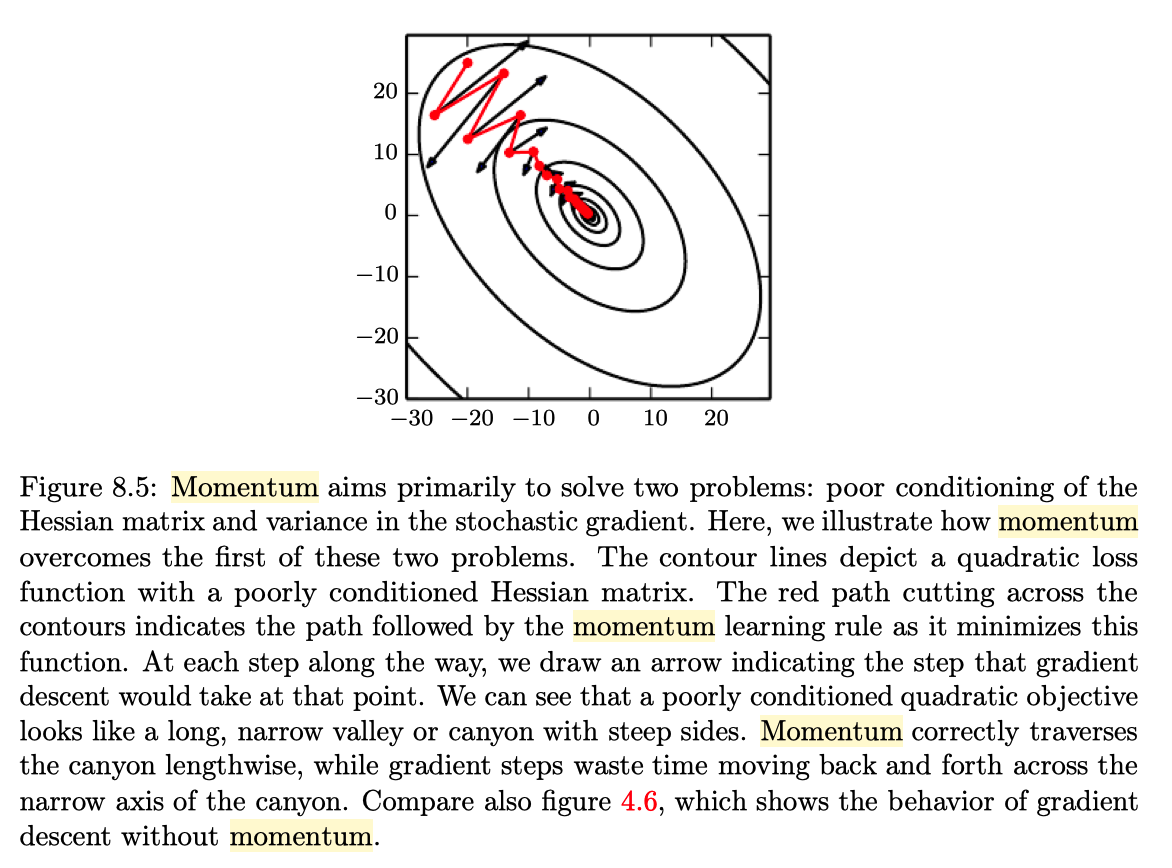 20
10
0
−10
−20
−30
−30 −20 −10 0 10 20
Figure 8.5: Momentum aims primarily to solve two problems: poor conditioning of the
Hessian matrix and variance in the stochastic gradient. Here, we illustrate how momentum
overcomes the first of these two problems. The contour lines depict a quadratic loss
function with a poorly conditioned Hessian matrix. The red path cutting across the
contours indicates the path followed by the momentum learning rule as it minimizes this
function. At each step along the way, we draw an arrow indicating the step that gradient
descent would take at that point. We can see that a poorly conditioned quadratic objective
looks like a long, narrow valley or canyon with steep sides. Momentum correctly traverses
the canyon lengthwise, while gradient steps waste time moving back and forth across the
narrow axis of the canyon. Compare also figure 4.6, which shows the behavior of gradient
descent without momentum.